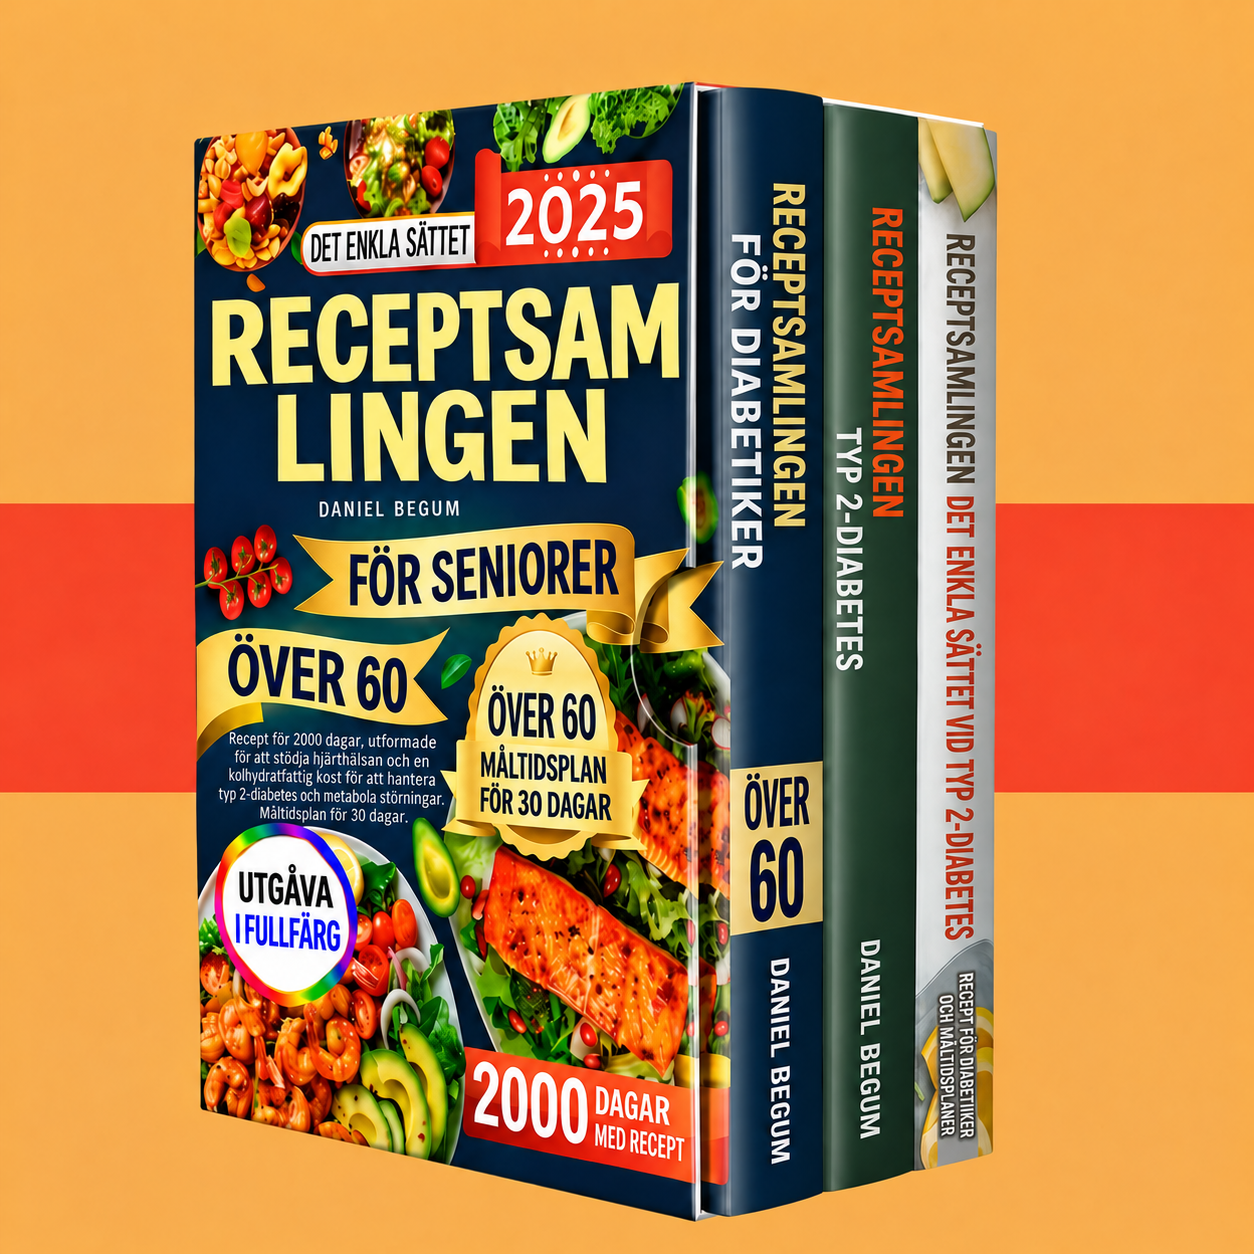 DET ENKLA SÄTTET
2025
RECEPTSAM
LINGEN
DANIEL BEGUM
FÖR SENIORER
ÖVER 60
Recept för 2000 dagar, utformade
för att stödja hjärthälsan och en
kolhydratfattig kost för att hantera
typ 2-diabetes och metabola störningar.
Måltidsplan för 30 dagar.
ÖVER 60
MÅLTIDSPLAN
FÖR 30 DAGAR
UTGÅVA
I FULLFÄRG
2000 DAGAR
MED RECEPT
RECEPTSAMLINGEN
FÖR DIABETIKER
ÖVER
60
DANIEL BEGUM
RECEPTSAMLINGEN
TYP 2-DIABETES
DANIEL BEGUM
RECEPTSAMLINGEN DET ENKLA SÄTTET VID TYP 2-DIABETES
RECEPT FÖR DIABETIIKER
OCH MÅLTIDSPLANER